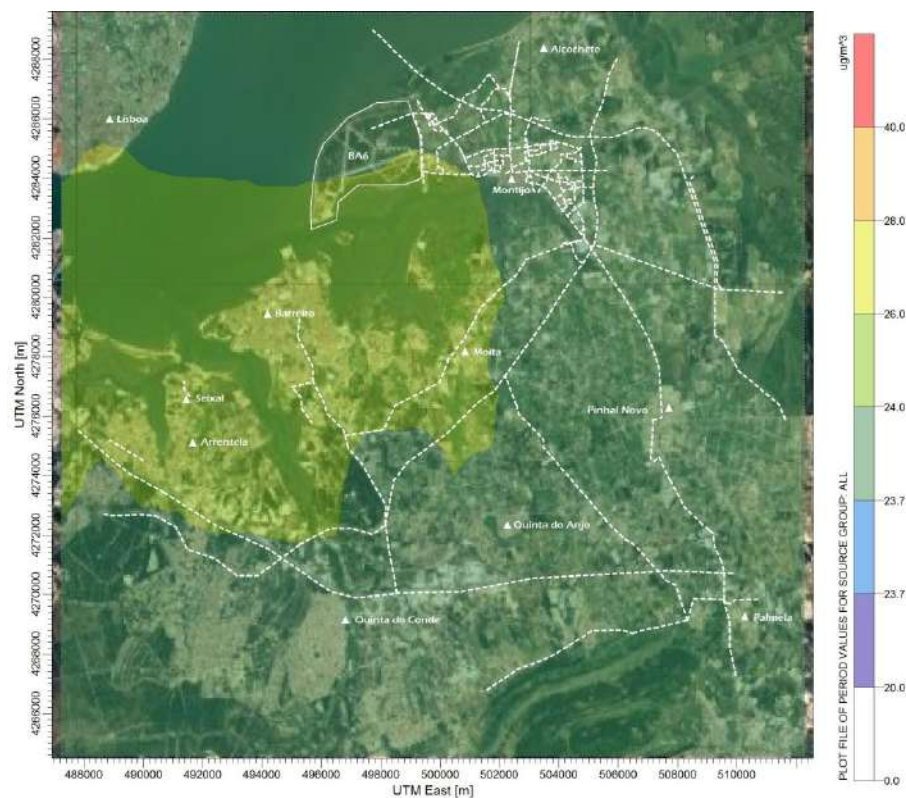 ug/m^3
40.0
28.0
26.0
24.0
23.7
23.7
20.0
0.0
PLOT FILE OF PERIOD VALUES FOR SOURCE GROUP: ALL
UTM North [m]
4288000
4286000
4284000
4282000
4280000
4278000
4276000
4274000
4272000
4270000
4268000
4266000
Alcochete
Lisboa
BA6
Montijo
Barreiro
Moita
Seixal
Pinhal Novo
Arrentela
Quinta do Anjo
Quinta do Conde
Palmela
488000 490000 492000 494000 496000 498000 500000 502000 504000 506000 508000 510000
UTM East [m]